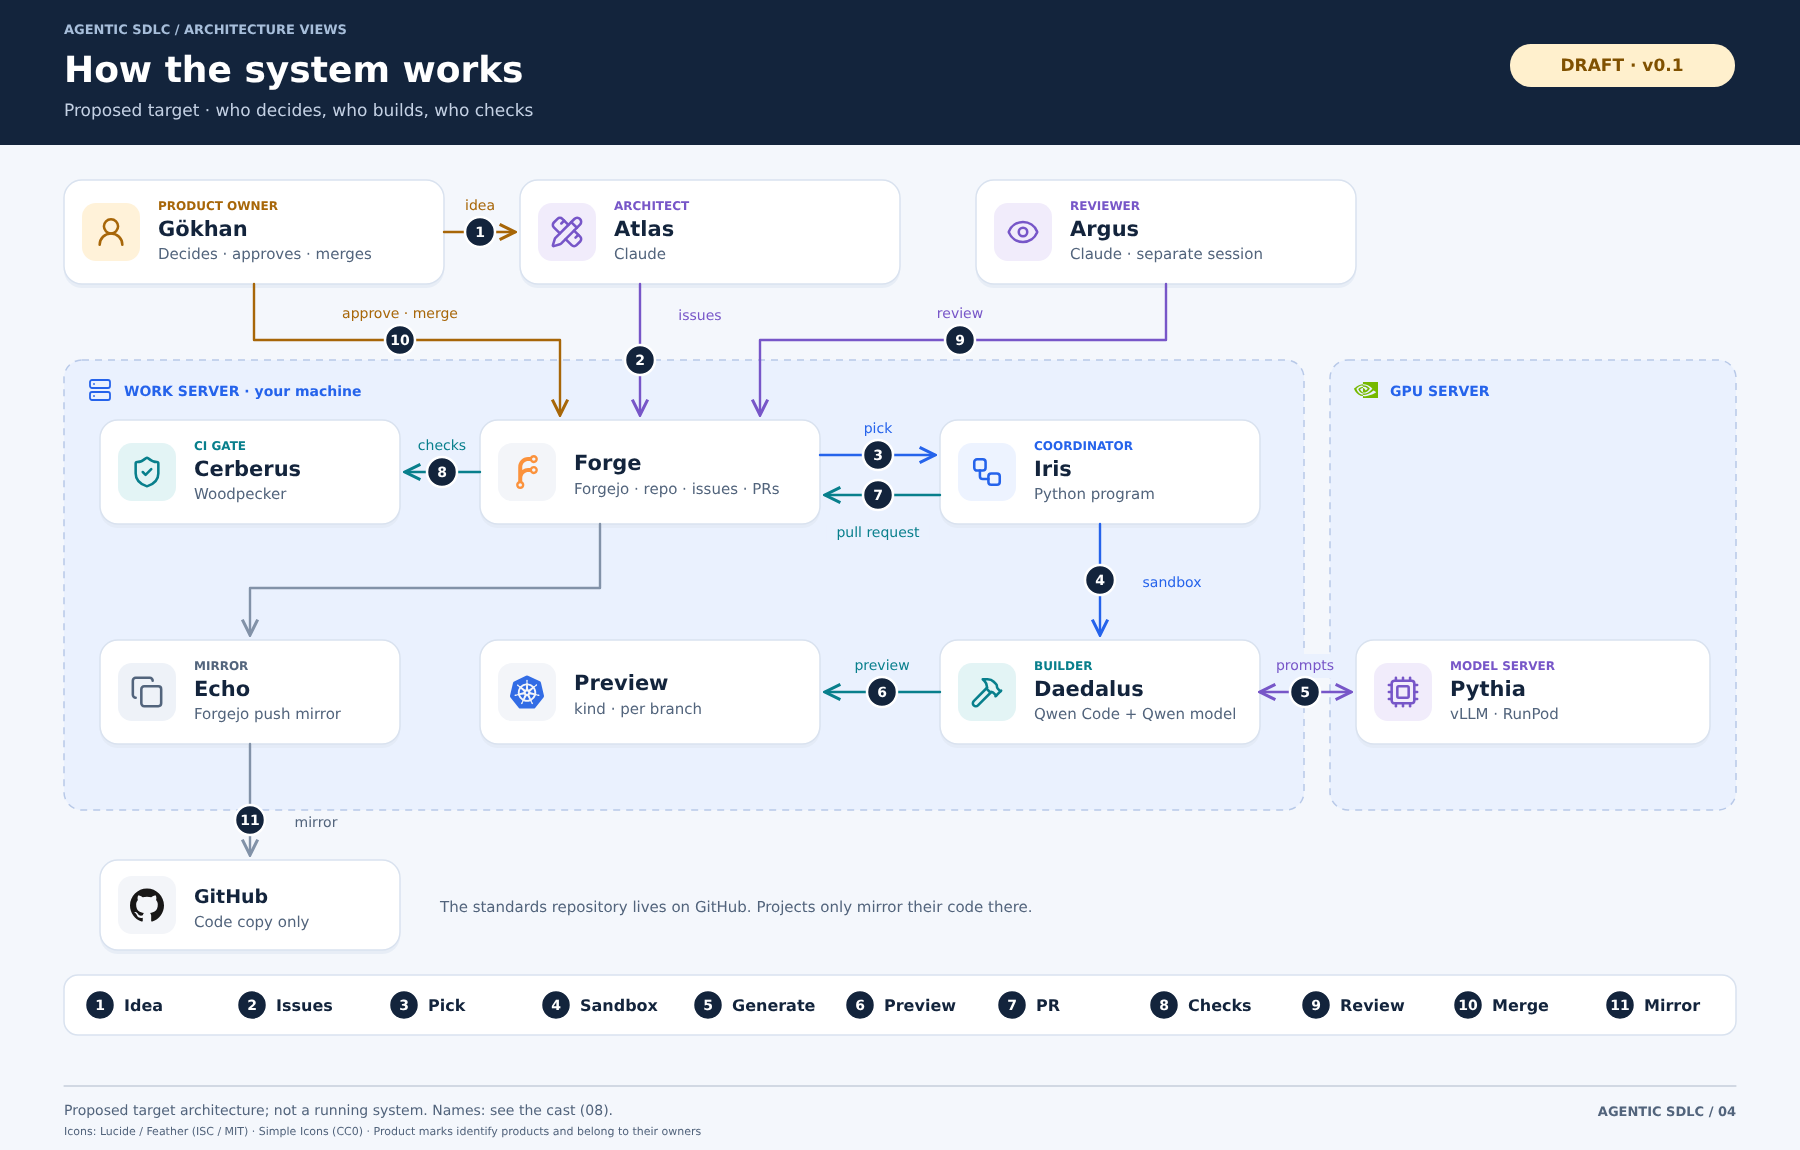 AGENTIC SDLC / ARCHITECTURE VIEWS
How the system works
Proposed target · who decides, who builds, who checks
DRAFT · v0.1
PRODUCT OWNER
Gökhan
Decides · approves · merges
idea
1
ARCHITECT
Atlas
Claude
REVIEWER
Argus
Claude · separate session
approve · merge
10
issues
2
review
9
WORK SERVER · your machine
GPU SERVER
CI GATE
Cerberus
Woodpecker
checks
8
Forge
Forgejo · repo · issues · PRs
pick
3
7
pull request
COORDINATOR
Iris
Python program
4
sandbox
MIRROR
Echo
Forgejo push mirror
Preview
kind · per branch
preview
6
BUILDER
Daedalus
Qwen Code + Qwen model
prompts
5
MODEL SERVER
Pythia
vLLM · RunPod
11
mirror
GitHub
Code copy only
The standards repository lives on GitHub. Projects only mirror their code there.
1 Idea
2 Issues
3 Pick
4 Sandbox
5 Generate
6 Preview
7 PR
8 Checks
9 Review
10 Merge
11 Mirror
Proposed target architecture; not a running system. Names: see the cast (08).
Icons: Lucide / Feather (ISC / MIT) · Simple Icons (CC0) · Product marks identify products and belong to their owners
AGENTIC SDLC / 04